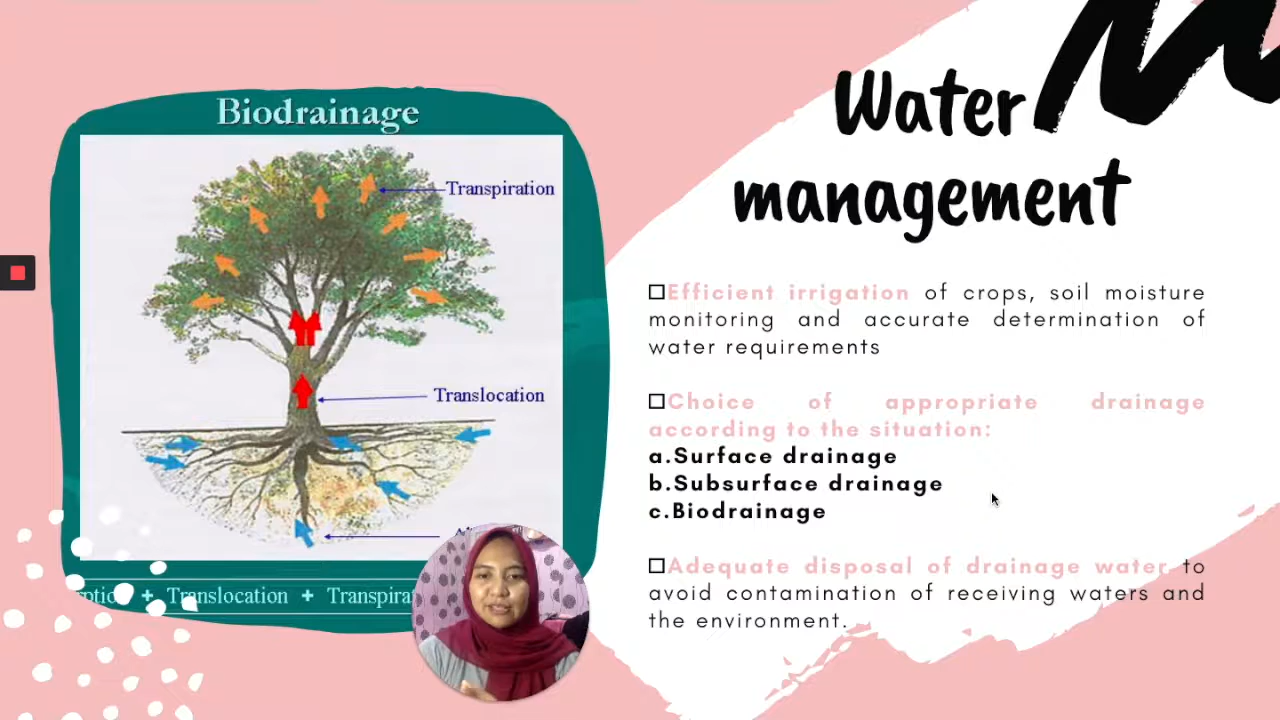 Biodrainage
Transpiration
Translocation
+ Translocation + 
Water
management
☐Efficient irrigation of crops, soil moisture
monitoring and accurate determination of
water requirements
☐Choice of appropriate drainage
according to the situation:
a.Surface drainage
b.Subsurface drainage
c.Biodrainage
☐Adequate disposal of drainage water, to
avoid contamination of receiving waters and
the environment.